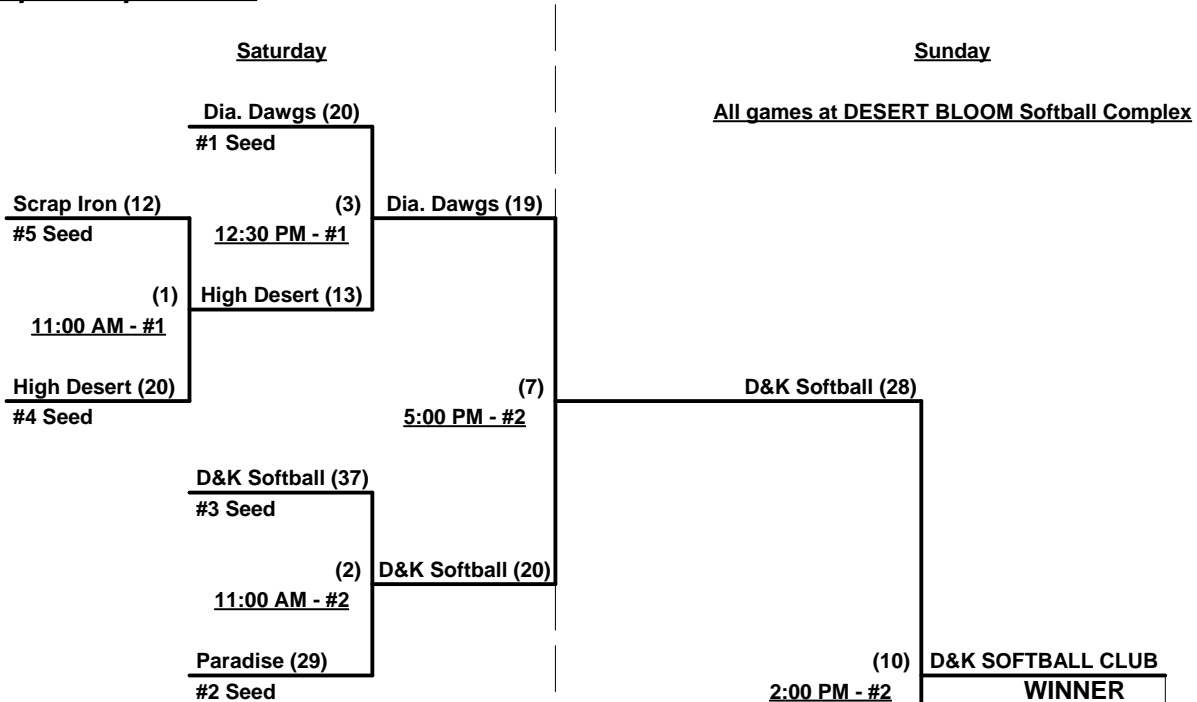 Saturday
Sunday
Dia. Dawgs (20)
All games at DESERT BLOOM Softball Complex
#1 Seed
Scrap Iron (12)
(3)
Dia. Dawgs (19)
#5 Seed
12:30 PM - #1
(1)
High Desert (13)
11:00 AM - #1
High Desert (20)
(7)
D&K Softball (28)
#4 Seed
5:00 PM - #2
D&K Softball (37)
#3 Seed
(2)
D&K Softball (20)
11:00 AM - #2
Paradise (29)
(10)
D&K SOFTBALL CLUB
#2 Seed
2:00 PM - #2
WINNER